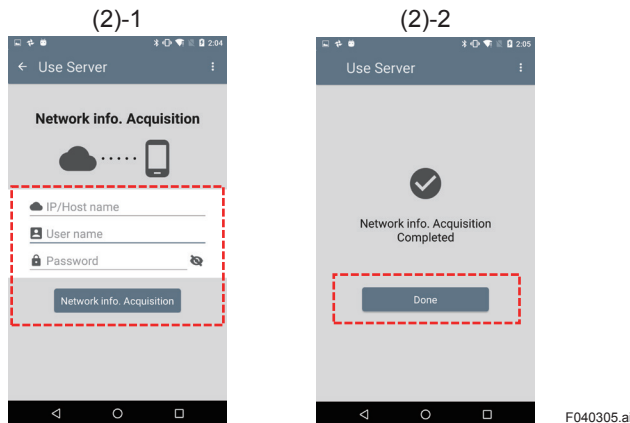 (2)-1
2:04
Use Server
Network info. Acquisition
IP/Host name
User name
Password
Network info. Acquisition
(2)-2
2:05
Use Server
Network info. Acquisition
Completed
Done
F040305.ai